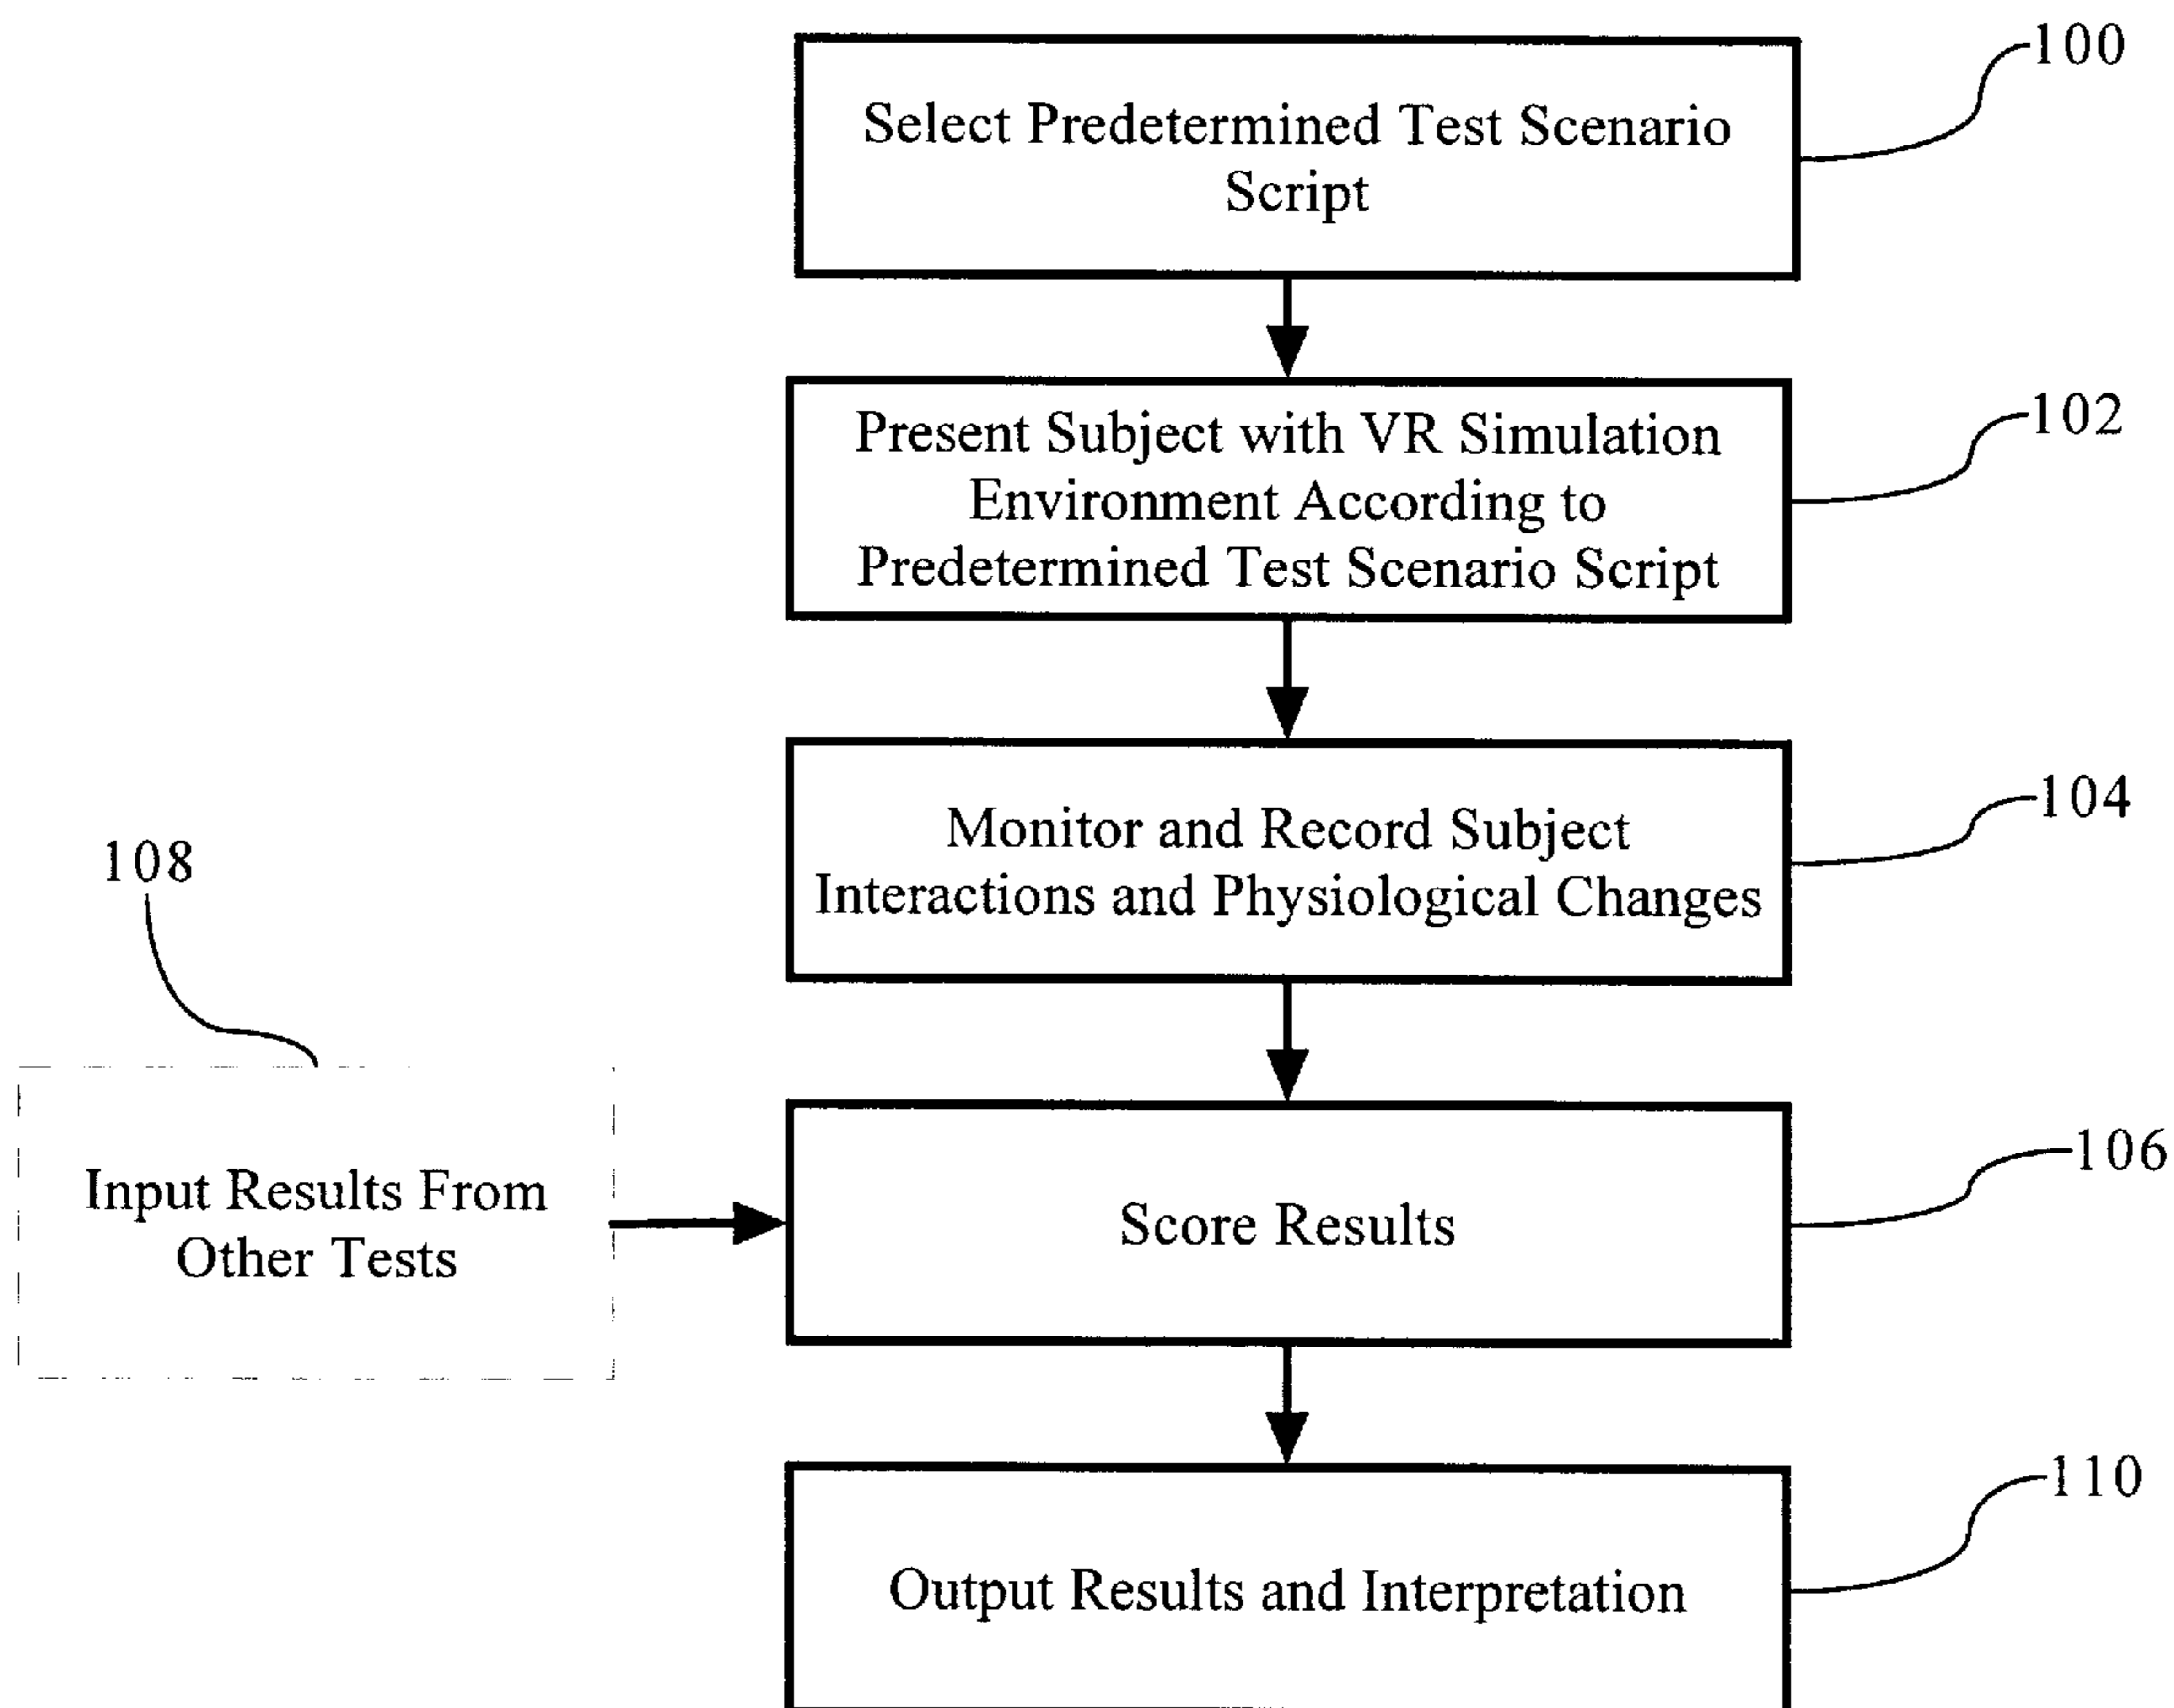 100
Select Predetermined Test Scenario
Script
102
Present Subject with VR Simulation
Environment According to
Predetermined Test Scenario Script
104
Monitor and Record Subject
Interactions and Physiological Changes
108
106
Input Results From
Other Tests
Score Results
110
Output Results and Interpretation